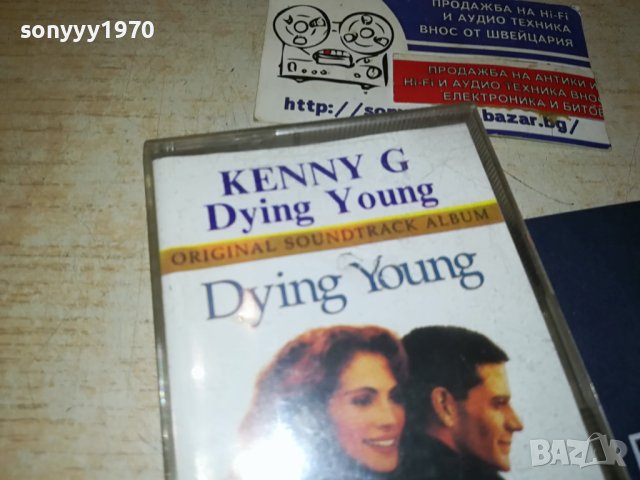 sonyyy1970
ПРОДАЖБА НА Hi-Fi
И АУДИО ТЕХНИКА
ВНОС ОТ ШВЕЙЦАРИЯ
ПРОДАЖБА НА АНТИКИ И
Hi-Fi И АУДИО ТЕХНИКА ВНОС
ЕЛЕКТРОНИКА И БИТОВ
http://son bazar.bg/
KENNY G
Dying Young
ORIGINAL SOUNDTRACK ALBUM
Dying Young
BAZAR